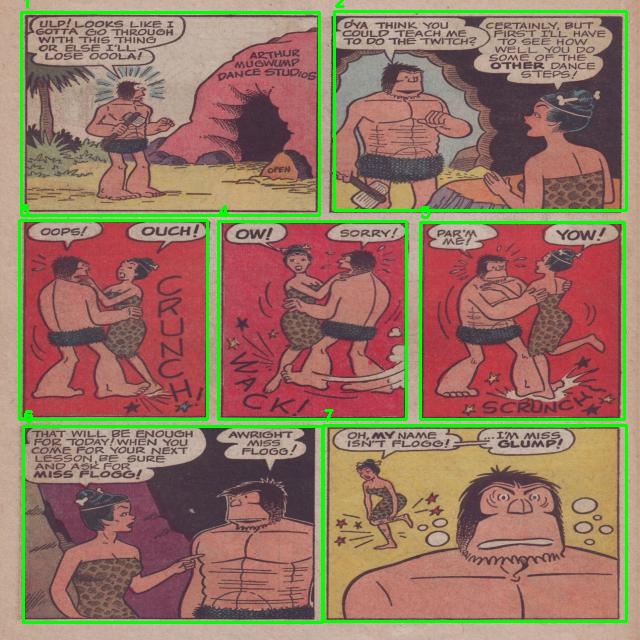 1
ULP! LOOKS LIKE I
GOTTA GO THROUGH
WITH THIS THING
OR ELSE I'LL
LOSE OOOLA!
ARTHUR
MUGWUMP
DANCE STUDIOS
OPEN
2
D'YA THINK YOU
COULD TEACH ME
TO DO THE TWITCH?
CERTAINLY, BUT
FIRST I'LL HAVE
TO SEE HOW
WELL YOU DO
SOME OF THE
OTHER DANCE
STEPS!
3
OOPS!
OUCH!
CRUNCH!
4
OW!
SORRY!
WACK!
5
PAR'M
ME!
YOW!
SCRUNCH!
6
THAT WILL BE ENOUGH
FOR TODAY! WHEN YOU
COME FOR YOUR NEXT
LESSON, BE SURE
AND ASK FOR
MISS FLOGG!
AWRIGHT
MISS
FLOGG!
7
OH, MY NAME
ISN'T FLOGG!
...I'M MISS
GLUMP!